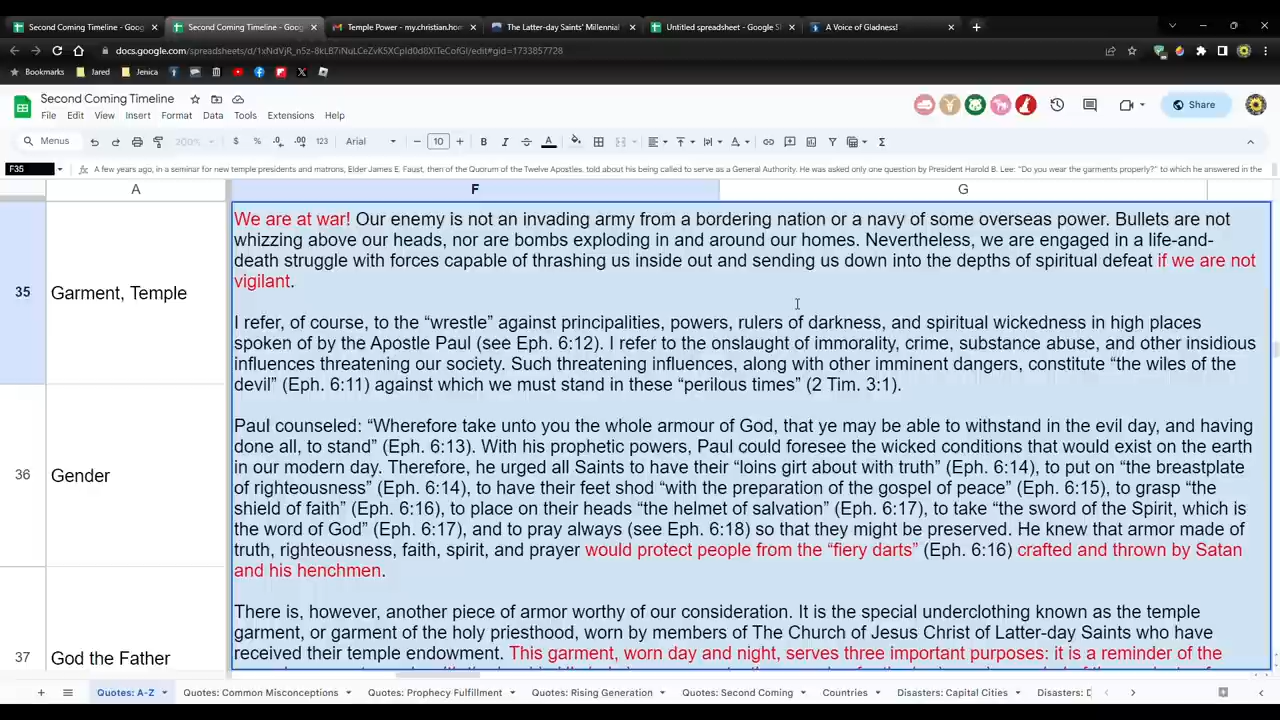 Second Coming Timeline - Goog
Second Coming Timeline - Goog
Temple Power - my.christian.hom
The Latter-day Saints' Millennial
Untitled spreadsheet - Google Sh
A Voice of Gladness!
Bookmarks Jared Jenica
Second Coming Timeline
File Edit View Insert Format Data Tools Extensions Help
Share
Menus 200% $ % .0 .00 123 Arial 10 B I A
F35 A few years ago, in a seminar for new temple presidents and matrons, Elder James E. Faust, then of the Quorum of the Twelve Apostles, told about his being called to serve as a General Authority. He was asked only one question by President Harold B. Lee: "Do you wear the garments properly?" to which he answered in the
A F G
35 Garment, Temple
36 Gender
37 God the Father
We are at war! Our enemy is not an invading army from a bordering nation or a navy of some overseas power. Bullets are not
whizzing above our heads, nor are bombs exploding in and around our homes. Nevertheless, we are engaged in a life-and-
death struggle with forces capable of thrashing us inside out and sending us down into the depths of spiritual defeat if we are not
vigilant.
I refer, of course, to the “wrestle” against principalities, powers, rulers of darkness, and spiritual wickedness in high places
spoken of by the Apostle Paul (see Eph. 6:12). I refer to the onslaught of immorality, crime, substance abuse, and other insidious
influences threatening our society. Such threatening influences, along with other imminent dangers, constitute “the wiles of the
devil” (Eph. 6:11) against which we must stand in these “perilous times” (2 Tim. 3:1).
Paul counseled: “Wherefore take unto you the whole armour of God, that ye may be able to withstand in the evil day, and having
done all, to stand” (Eph. 6:13). With his prophetic powers, Paul could foresee the wicked conditions that would exist on the earth
in our modern day. Therefore, he urged all Saints to have their “loins girt about with truth” (Eph. 6:14), to put on “the breastplate
of righteousness” (Eph. 6:14), to have their feet shod “with the preparation of the gospel of peace” (Eph. 6:15), to grasp “the
shield of faith” (Eph. 6:16), to place on their heads “the helmet of salvation” (Eph. 6:17), to take “the sword of the Spirit, which is
the word of God” (Eph. 6:17), and to pray always (see Eph. 6:18) so that they might be preserved. He knew that armor made of
truth, righteousness, faith, spirit, and prayer would protect people from the “fiery darts” (Eph. 6:16) crafted and thrown by Satan
and his henchmen.
There is, however, another piece of armor worthy of our consideration. It is the special underclothing known as the temple
garment, or garment of the holy priesthood, worn by members of The Church of Jesus Christ of Latter-day Saints who have
received their temple endowment. This garment, worn day and night, serves three important purposes: it is a reminder of the
Quotes: A-Z Quotes: Common Misconceptions Quotes: Prophecy Fulfillment Quotes: Rising Generation Quotes: Second Coming Countries Disasters: Capital Cities Disasters: D